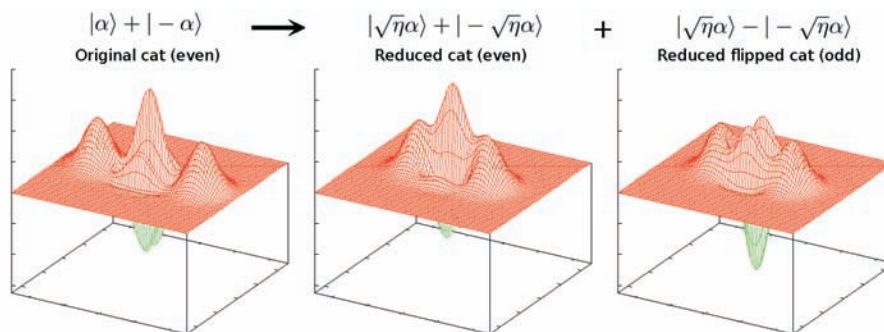 |α⟩ + | − α⟩ → |√ηα⟩ + | − √ηα⟩ + |√ηα⟩ − | − √ηα⟩
Original cat (even) Reduced cat (even) Reduced flipped cat (odd)